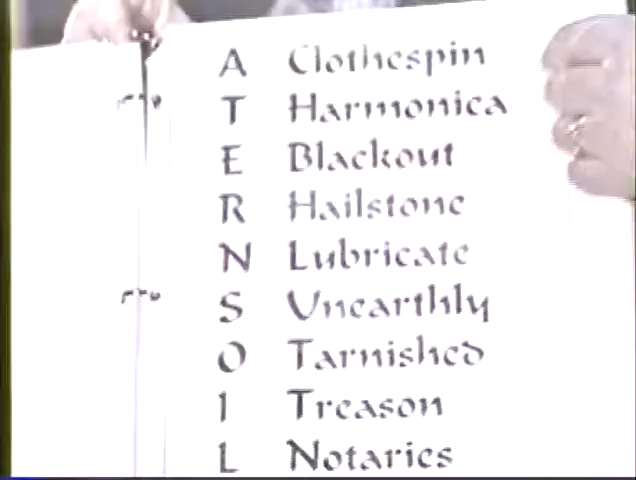 A Clothespin
T Harmonica
E Blackout
R Hailstone
N Lubricate
S Unearthly
O Tarnished
I Treason
L Notaries